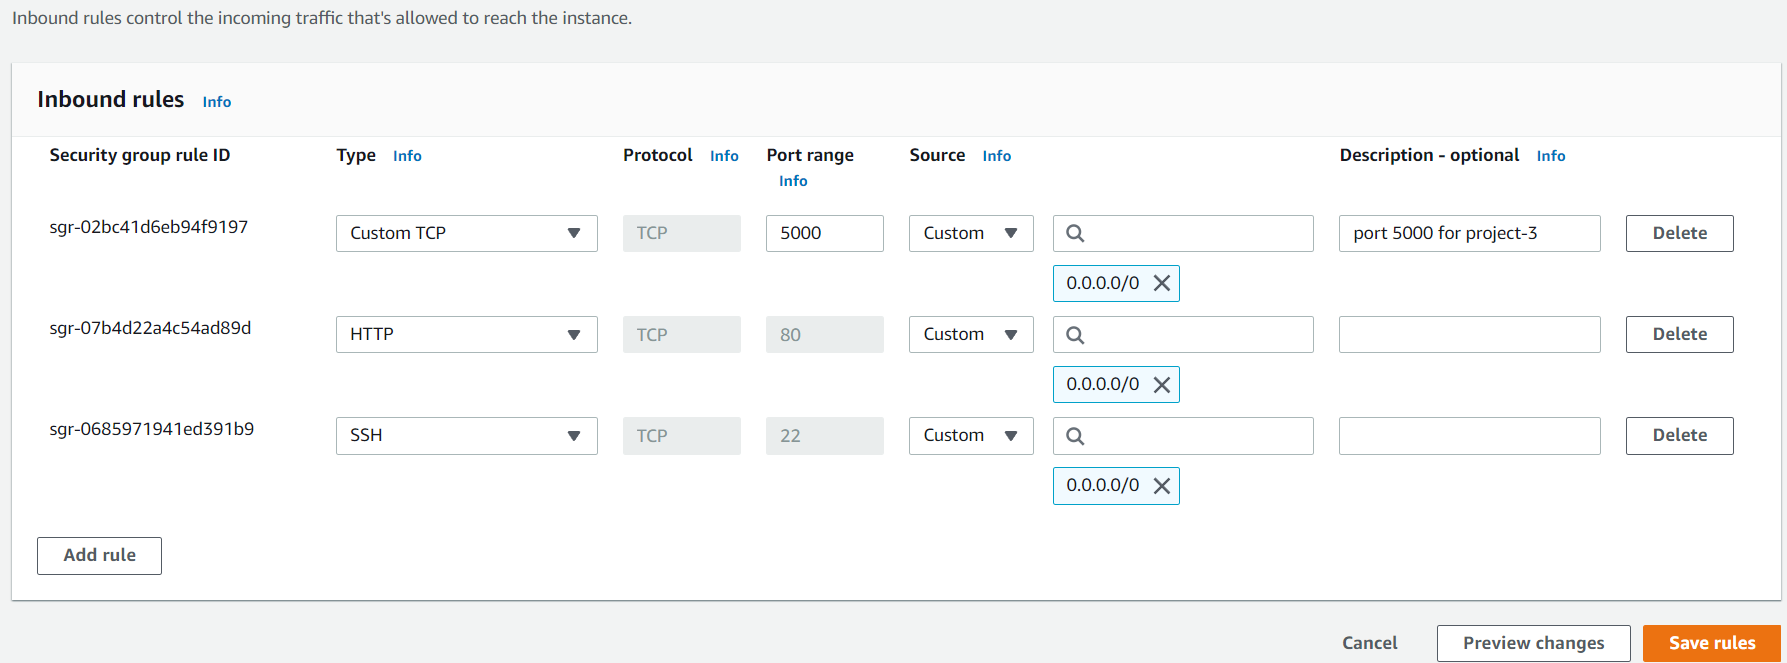 Inbound rules control the incoming traffic that's allowed to reach the instance.
Inbound rules Info
Security group rule ID Type Info Protocol Info Port range Info Source Info Description - optional Info
sgr-02bc41d6eb94f9197 Custom TCP TCP 5000 Custom port 5000 for project-3 Delete
0.0.0.0/0
sgr-07b4d22a4c54ad89d HTTP TCP 80 Custom Delete
0.0.0.0/0
sgr-0685971941ed391b9 SSH TCP 22 Custom Delete
0.0.0.0/0
Add rule
Cancel Preview changes Save rules